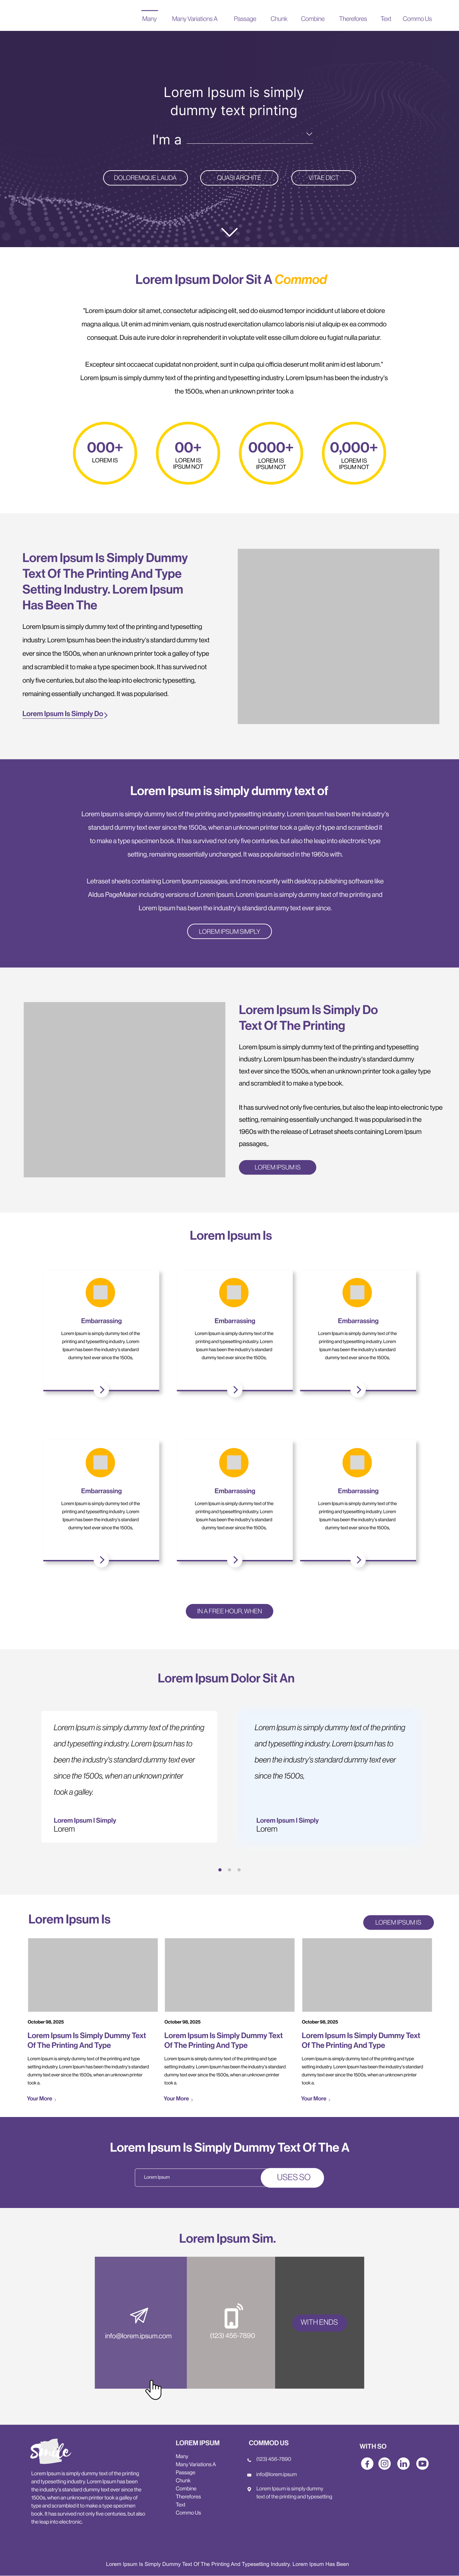 Many Many Variations A Passage Chunk Combine Therefores Text Commo Us
Lorem Ipsum is simply
dummy text printing
I'm a
DOLOREMQUE LAUDA QUASI ARCHITE VITAE DICT
Lorem Ipsum Dolor Sit A Commod
"Lorem ipsum dolor sit amet, consectetur adipiscing elit, sed do eiusmod tempor incididunt ut labore et dolore
magna aliqua. Ut enim ad minim veniam, quis nostrud exercitation ullamco laboris nisi ut aliquip ex ea commodo
consequat. Duis aute irure dolor in reprehenderit in voluptate velit esse cillum dolore eu fugiat nulla pariatur.
Excepteur sint occaecat cupidatat non proident, sunt in culpa qui officia deserunt mollit anim id est laborum."
Lorem Ipsum is simply dummy text of the printing and typesetting industry. Lorem Ipsum has been the industry's
the 1500s, when an unknown printer took a
000+
LOREM IS
00+
LOREM IS
IPSUM NOT
0000+
LOREM IS
IPSUM NOT
0,000+
LOREM IS
IPSUM NOT
Lorem Ipsum Is Simply Dummy
Text Of The Printing And Type
Setting Industry. Lorem Ipsum
Has Been The
Lorem Ipsum is simply dummy text of the printing and typesetting
industry. Lorem Ipsum has been the industry's standard dummy text
ever since the 1500s, when an unknown printer took a galley of type
and scrambled it to make a type specimen book. It has survived not
only five centuries, but also the leap into electronic typesetting,
remaining essentially unchanged. It was popularised.
Lorem Ipsum Is Simply Do
Lorem Ipsum is simply dummy text of
Lorem Ipsum is simply dummy text of the printing and typesetting industry. Lorem Ipsum has been the industry's
standard dummy text ever since the 1500s, when an unknown printer took a galley of type and scrambled it
to make a type specimen book. It has survived not only five centuries, but also the leap into electronic type
setting, remaining essentially unchanged. It was popularised in the 1960s with.
Letraset sheets containing Lorem Ipsum passages, and more recently with desktop publishing software like
Aldus PageMaker including versions of Lorem Ipsum. Lorem Ipsum is simply dummy text of the printing and
Lorem Ipsum has been the industry's standard dummy text ever since.
LOREM IPSUM SIMPLY
Lorem Ipsum Is Simply Do
Text Of The Printing
Lorem Ipsum is simply dummy text of the printing and typesetting
industry. Lorem Ipsum has been the industry's standard dummy
text ever since the 1500s, when an unknown printer took a galley type
and scrambled it to make a type book.
It has survived not only five centuries, but also the leap into electronic type
setting, remaining essentially unchanged. It was popularised in the
1960s with the release of Letraset sheets containing Lorem Ipsum
passages,.
LOREM IPSUM IS
Lorem Ipsum Is
Embarrassing
Lorem Ipsum is simply dummy text of the
printing and typesetting industry. Lorem
Ipsum has been the industry's standard
dummy text ever since the 1500s,
Embarrassing
Lorem Ipsum is simply dummy text of the
printing and typesetting industry. Lorem
Ipsum has been the industry's standard
dummy text ever since the 1500s,
Embarrassing
Lorem Ipsum is simply dummy text of the
printing and typesetting industry. Lorem
Ipsum has been the industry's standard
dummy text ever since the 1500s,
Embarrassing
Lorem Ipsum is simply dummy text of the
printing and typesetting industry. Lorem
Ipsum has been the industry's standard
dummy text ever since the 1500s,
Embarrassing
Lorem Ipsum is simply dummy text of the
printing and typesetting industry. Lorem
Ipsum has been the industry's standard
dummy text ever since the 1500s,
Embarrassing
Lorem Ipsum is simply dummy text of the
printing and typesetting industry. Lorem
Ipsum has been the industry's standard
dummy text ever since the 1500s,
IN A FREE HOUR, WHEN
Lorem Ipsum Dolor Sit An
Lorem Ipsum is simply dummy text of the printing
and typesetting industry. Lorem Ipsum has to
been the industry's standard dummy text ever
since the 1500s, when an unknown printer
took a galley.
Lorem Ipsum I Simply
Lorem
Lorem Ipsum is simply dummy text of the printing
and typesetting industry. Lorem Ipsum has to
been the industry's standard dummy text ever
since the 1500s,
Lorem Ipsum I Simply
Lorem
Lorem Ipsum Is
LOREM IPSUM IS
October 98, 2025
Lorem Ipsum Is Simply Dummy Text
Of The Printing And Type
Lorem Ipsum is simply dummy text of the printing and type
setting industry. Lorem Ipsum has been the industry's standard
dummy text ever since the 1500s, when an unknown printer
took a.
Your More
October 98, 2025
Lorem Ipsum Is Simply Dummy Text
Of The Printing And Type
Lorem Ipsum is simply dummy text of the printing and type
setting industry. Lorem Ipsum has been the industry's standard
dummy text ever since the 1500s, when an unknown printer
took a.
Your More
October 98, 2025
Lorem Ipsum Is Simply Dummy Text
Of The Printing And Type
Lorem Ipsum is simply dummy text of the printing and type
setting industry. Lorem Ipsum has been the industry's standard
dummy text ever since the 1500s, when an unknown printer
took a.
Your More
Lorem Ipsum Is Simply Dummy Text Of The A
Lorem Ipsum
USES SO
Lorem Ipsum Sim.
info@lorem.ipsum.com
(123) 456-7890
WITH ENDS
Smile
Lorem Ipsum is simply dummy text of the printing
and typesetting industry. Lorem Ipsum has been
the industry's standard dummy text ever since the
1500s, when an unknown printer took a galley of
type and scrambled it to make a type specimen
book. It has survived not only five centuries, but also
the leap into electronic.
LOREM IPSUM
Many
Many Variations A
Passage
Chunk
Combine
Therefores
Text
Commo Us
COMMOD US
(123) 456-7890
info@lorem.ipsum
Lorem Ipsum is simply dummy
text of the printing and typesetting
WITH SO
Lorem Ipsum Is Simply Dummy Text Of The Printing And Typesetting Industry. Lorem Ipsum Has Been